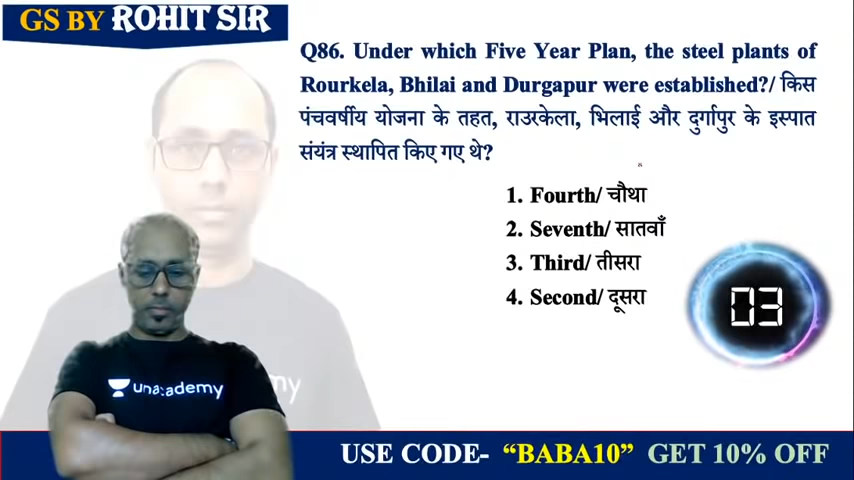 GS BY ROHIT SIR
Q86. Under which Five Year Plan, the steel plants of
Rourkela, Bhilai and Durgapur were established?/ किस
पंचवर्षीय योजना के तहत, राउरकेला, भिलाई और दुर्गापुर के इस्पात
संयंत्र स्थापित किए गए थे?
1. Fourth/ चौथा
2. Seventh/ सातवाँ
3. Third/ तीसरा
4. Second/ दूसरा
03
unacademy
my
USE CODE- “BABA10” GET 10% OFF